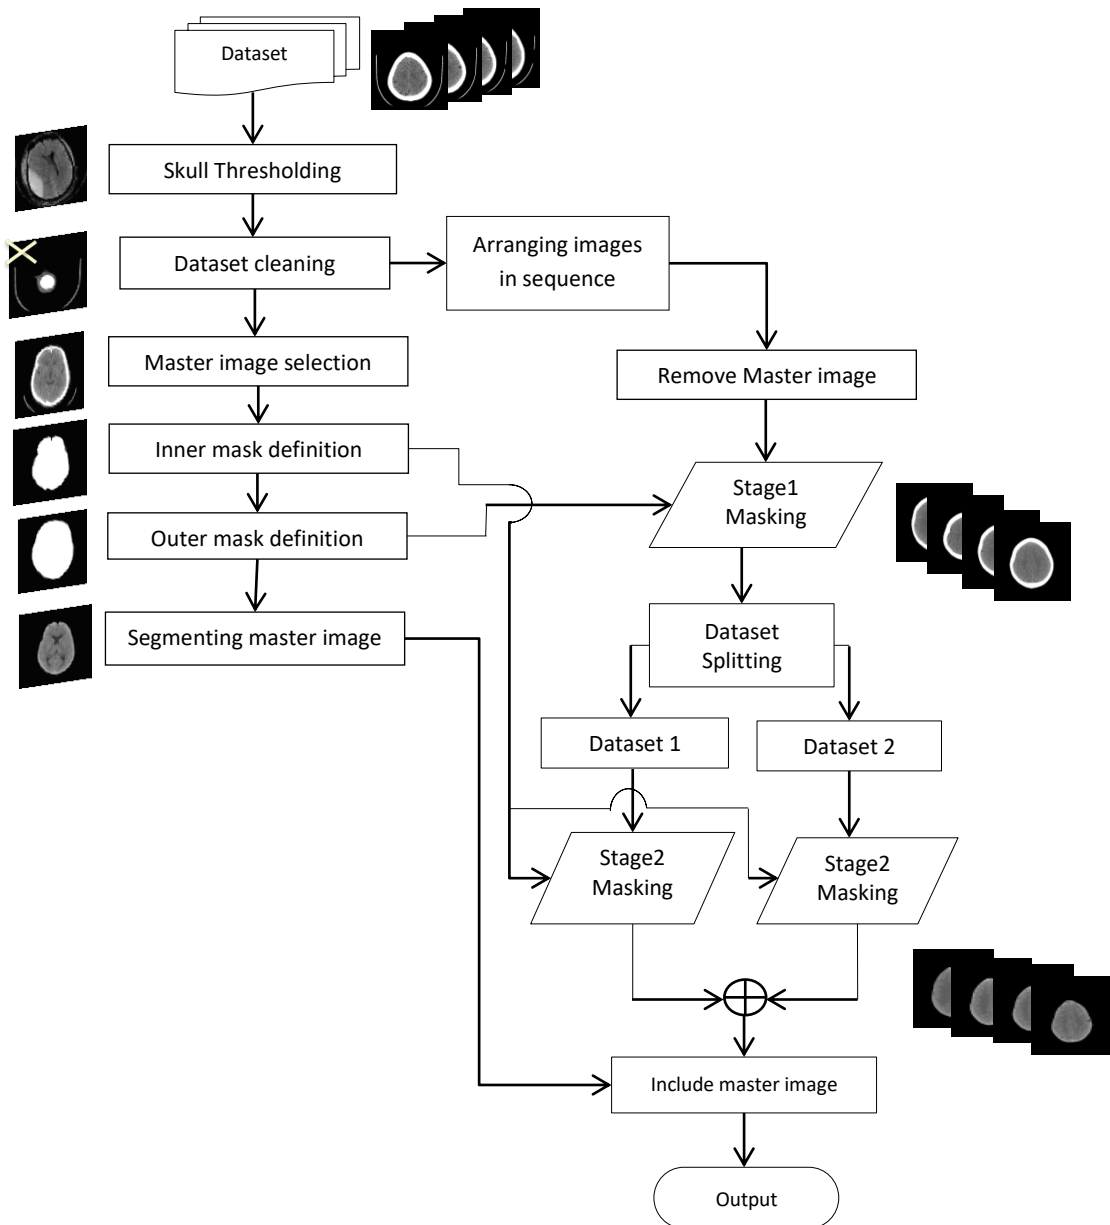 Dataset
Skull Thresholding
Dataset cleaning
Arranging images
in sequence
Master image selection
Remove Master image
Inner mask definition
Stage1
Masking
Outer mask definition
Segmenting master image
Dataset
Splitting
Dataset 1
Dataset 2
Stage2
Masking
Stage2
Masking
Include master image
Output